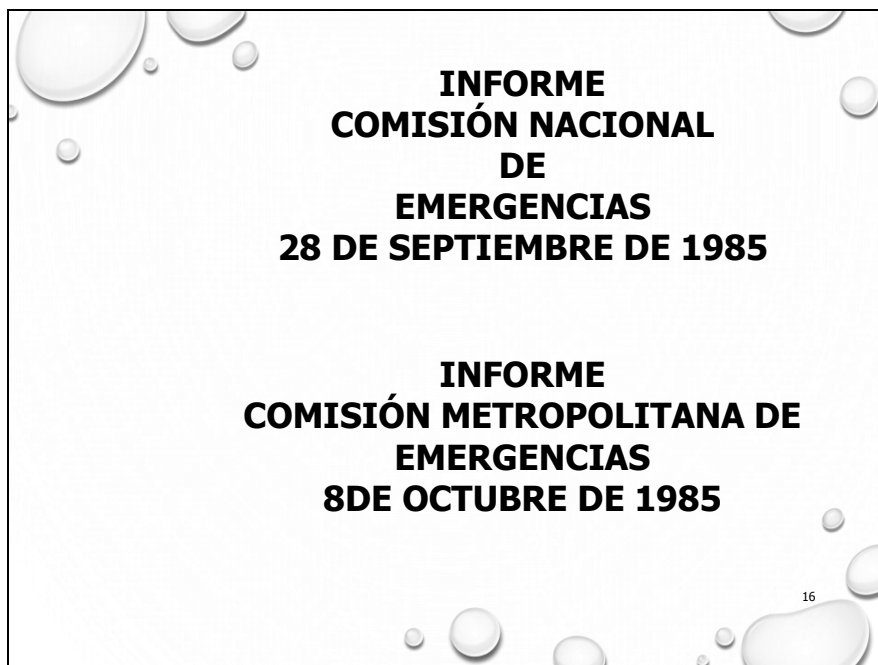 INFORME
COMISIÓN NACIONAL
DE
EMERGENCIAS
28 DE SEPTIEMBRE DE 1985
INFORME
COMISIÓN METROPOLITANA DE
EMERGENCIAS
8DE OCTUBRE DE 1985
16